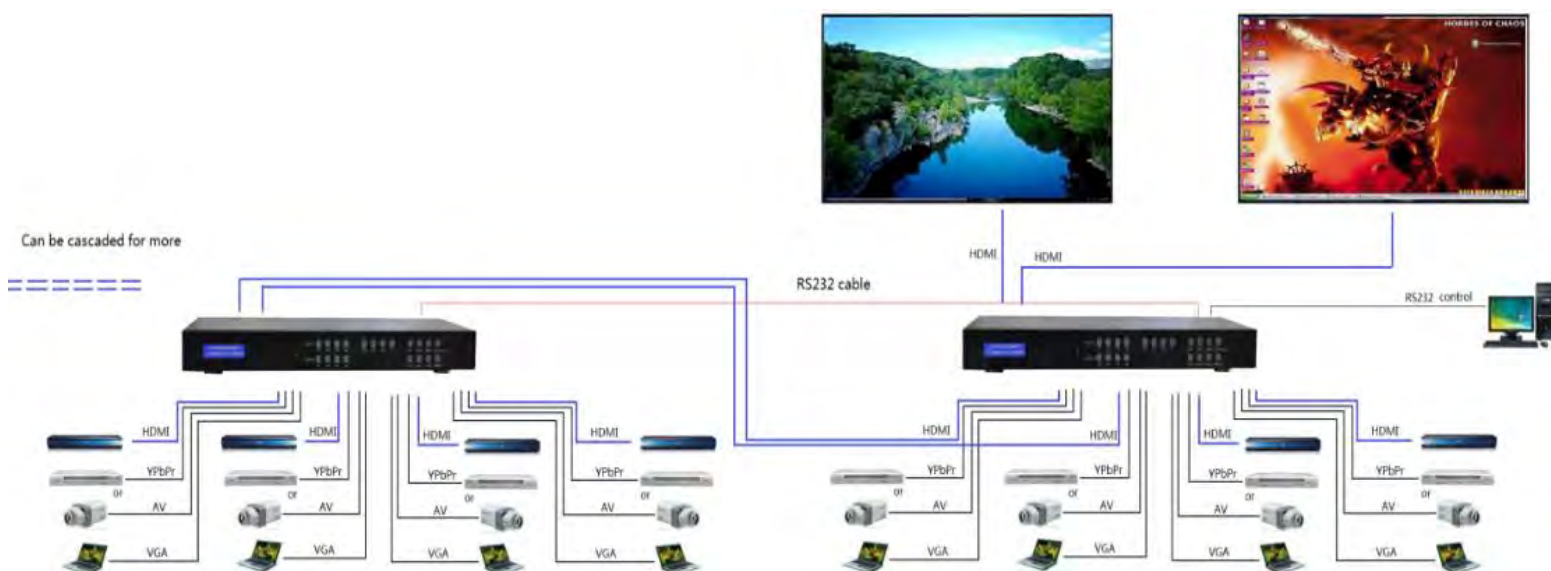 HORDES OF CHAOS
Can be cascaded for more
HDMI
HDMI
RS232 cable
RS232 control
HDMI
HDMI
HDMI
HDMI
HDMI
HDMI
HDMI
HDMI
YPbPr
YPbPr
YPbPr
YPbPr
YPbPr
YPbPr
YPbPr
YPbPr
or
or
or
or
or
or
or
or
AV
AV
AV
AV
AV
AV
AV
AV
VGA
VGA
VGA
VGA
VGA
VGA
VGA
VGA